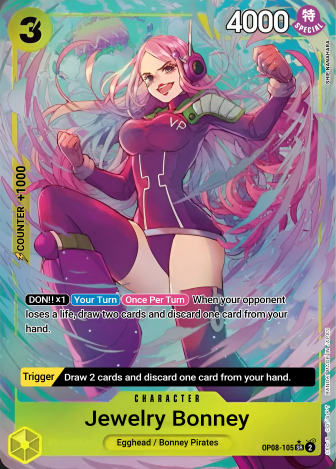 3
4000
特
SPECIAL
COUNTER +1000
VP
DON!! ×1 Your Turn Once Per Turn When your opponent
loses a life, draw two cards and discard one card from your
hand.
Trigger Draw 2 cards and discard one card from your hand.
CHARACTER
Jewelry Bonney
Egghead / Bonney Pirates
OP08-105 SR 2